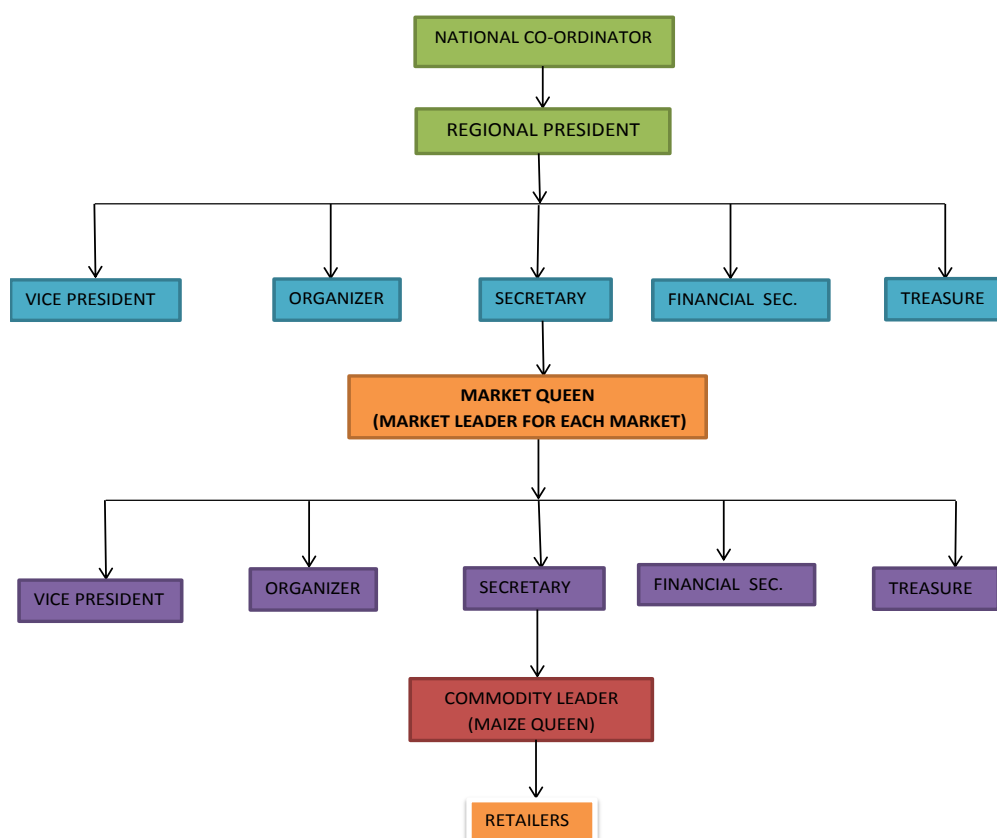 NATIONAL CO-ORDINATOR
REGIONAL PRESIDENT
VICE PRESIDENT
ORGANIZER
SECRETARY
FINANCIAL SEC.
TREASURE
MARKET QUEEN
(MARKET LEADER FOR EACH MARKET)
VICE PRESIDENT
ORGANIZER
SECRETARY
FINANCIAL SEC.
TREASURE
COMMODITY LEADER
(MAIZE QUEEN)
RETAILERS